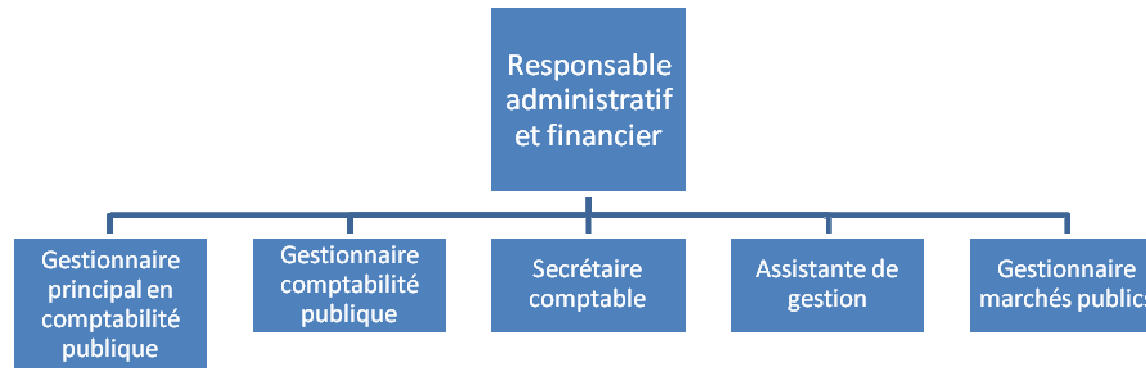 Responsable
administratif
et financier
Gestionnaire
principal en
comptabilité
publique
Gestionnaire
comptabilité
publique
Secrétaire
comptable
Assistante de
gestion
Gestionnaire
marchés publics